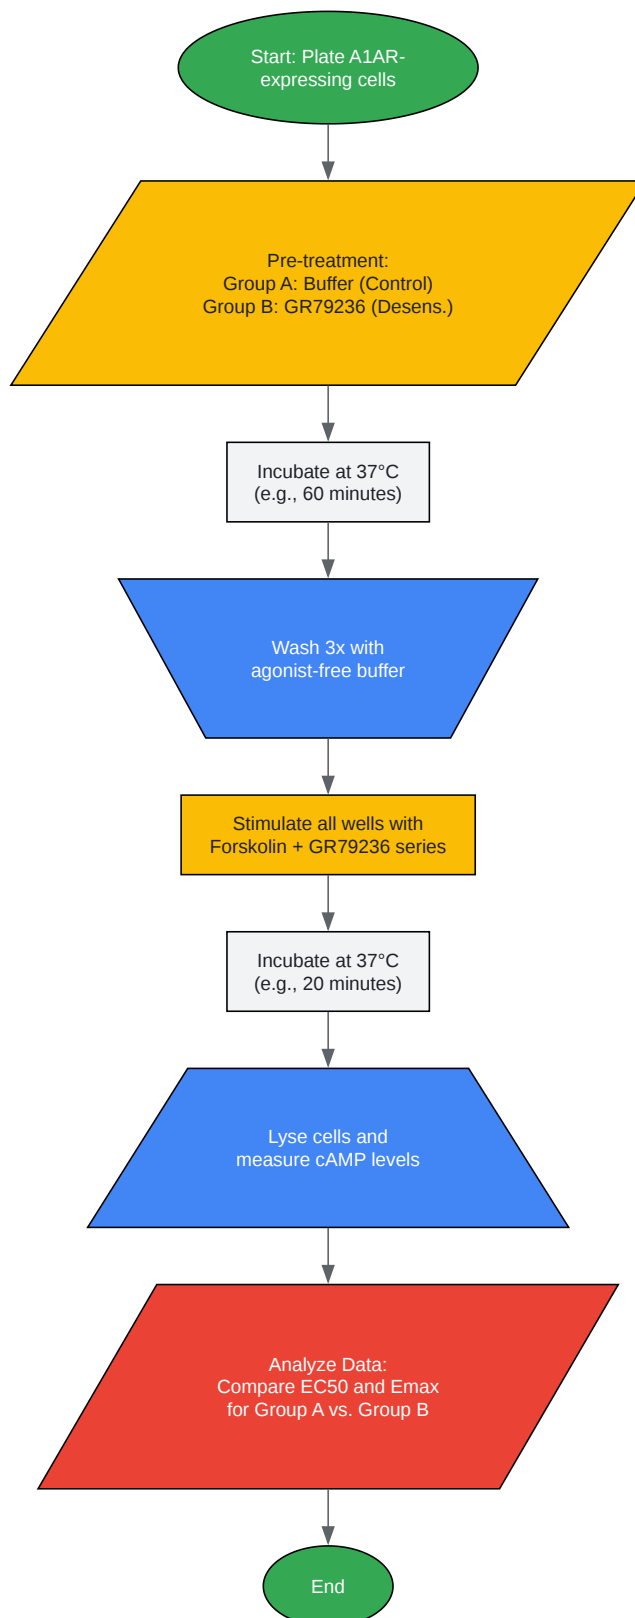 Start: Plate A1AR-
expressing cells
Pre-treatment:
Group A: Buffer (Control)
Group B: GR79236 (Desens.)
Incubate at 37°C
(e.g., 60 minutes)
Wash 3x with
agonist-free buffer
Stimulate all wells with
Forskolin + GR79236 series
Incubate at 37°C
(e.g., 20 minutes)
Lyse cells and
measure cAMP levels
Analyze Data:
Compare EC50 and Emax
for Group A vs. Group B
End